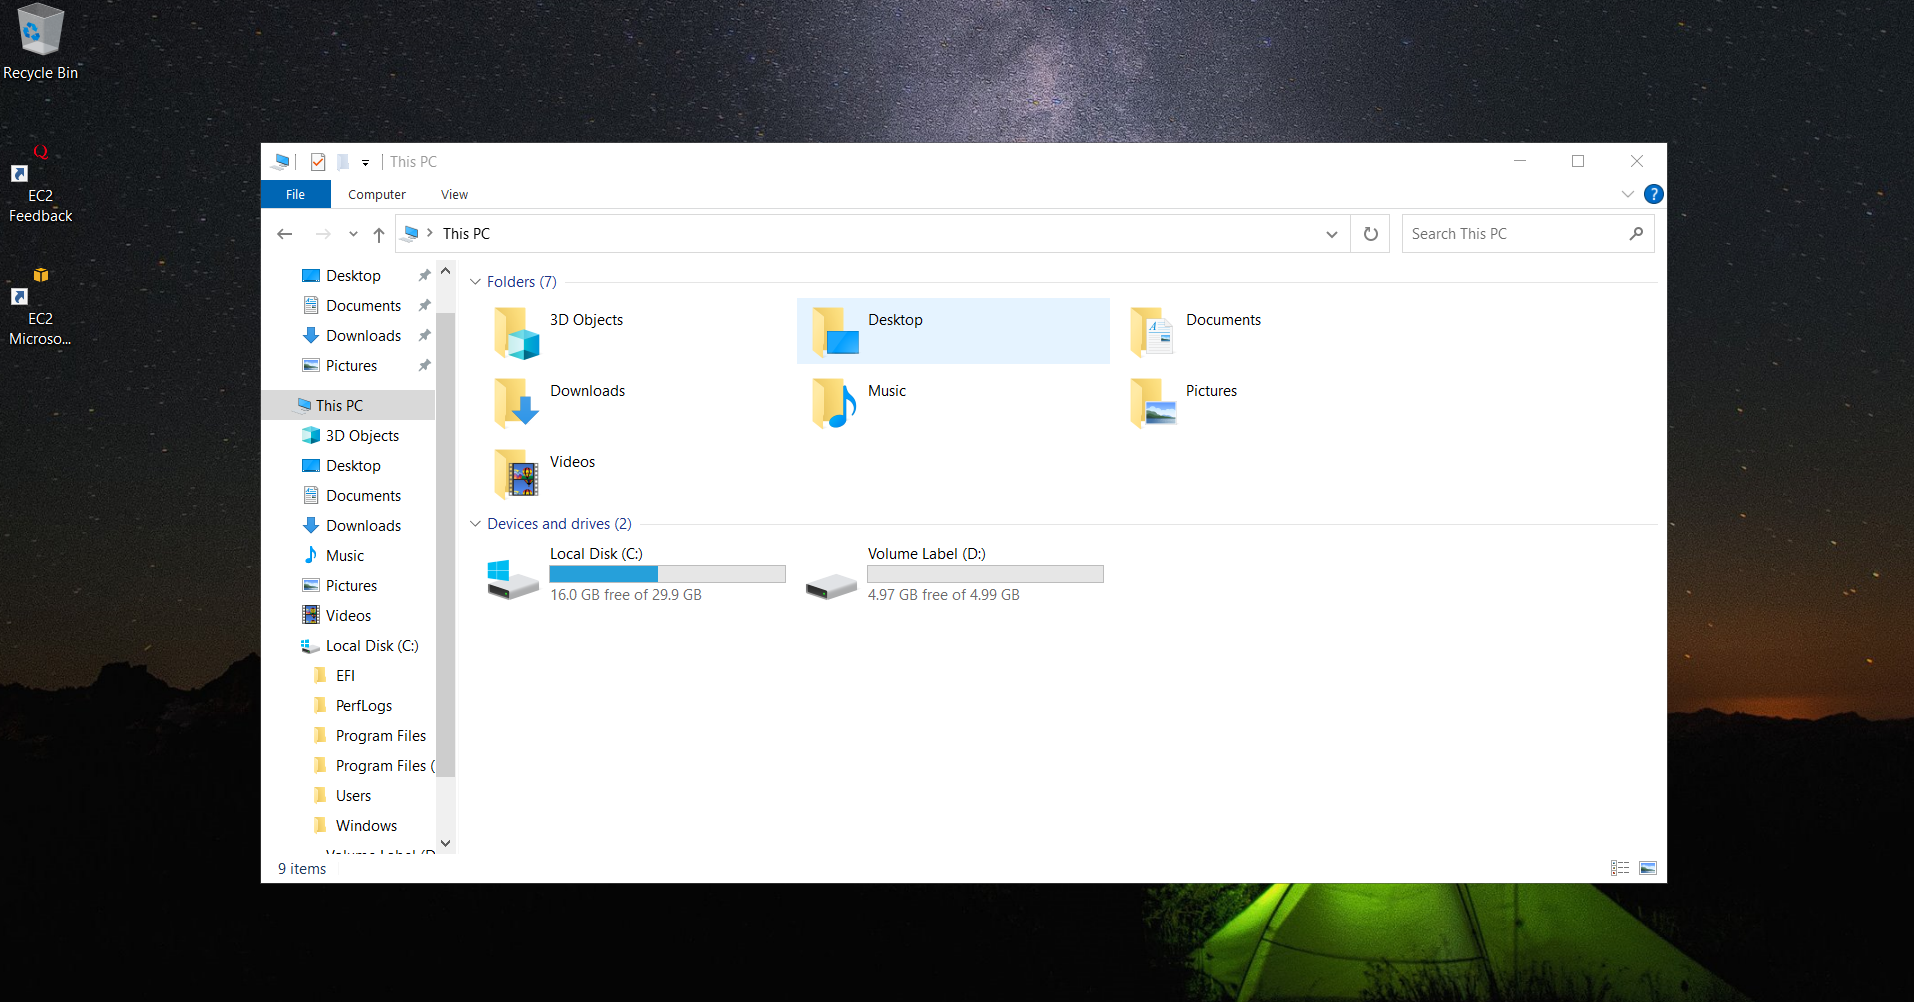 Recycle Bin
EC2
Feedback
EC2
Microso...
This PC
File
Computer
View
This PC
Search This PC
Desktop
Documents
Downloads
Pictures
This PC
3D Objects
Desktop
Documents
Downloads
Music
Pictures
Videos
Local Disk (C:)
EFI
PerfLogs
Program Files
Program Files (
Users
Windows
Volume Label (D
Folders (7)
3D Objects
Desktop
Documents
Downloads
Music
Pictures
Videos
Devices and drives (2)
Local Disk (C:)
16.0 GB free of 29.9 GB
Volume Label (D:)
4.97 GB free of 4.99 GB
9 items